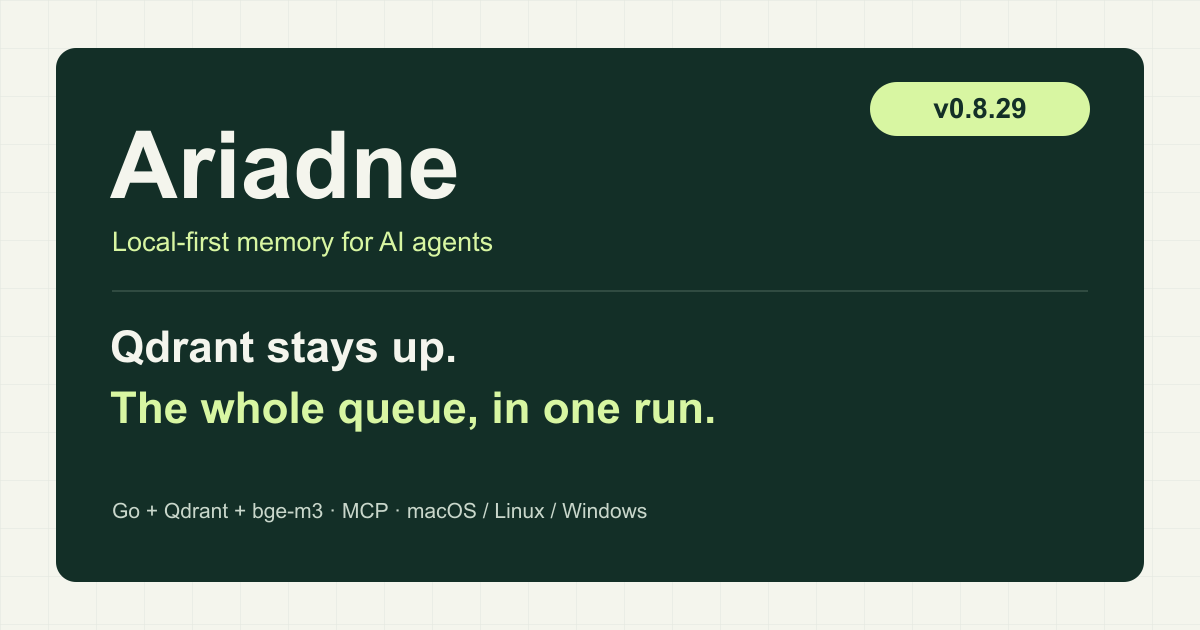 v0.8.29
Ariadne
Local-first memory for AI agents
Qdrant stays up.
The whole queue, in one run.
Go + Qdrant + bge-m3 · MCP · macOS / Linux / Windows